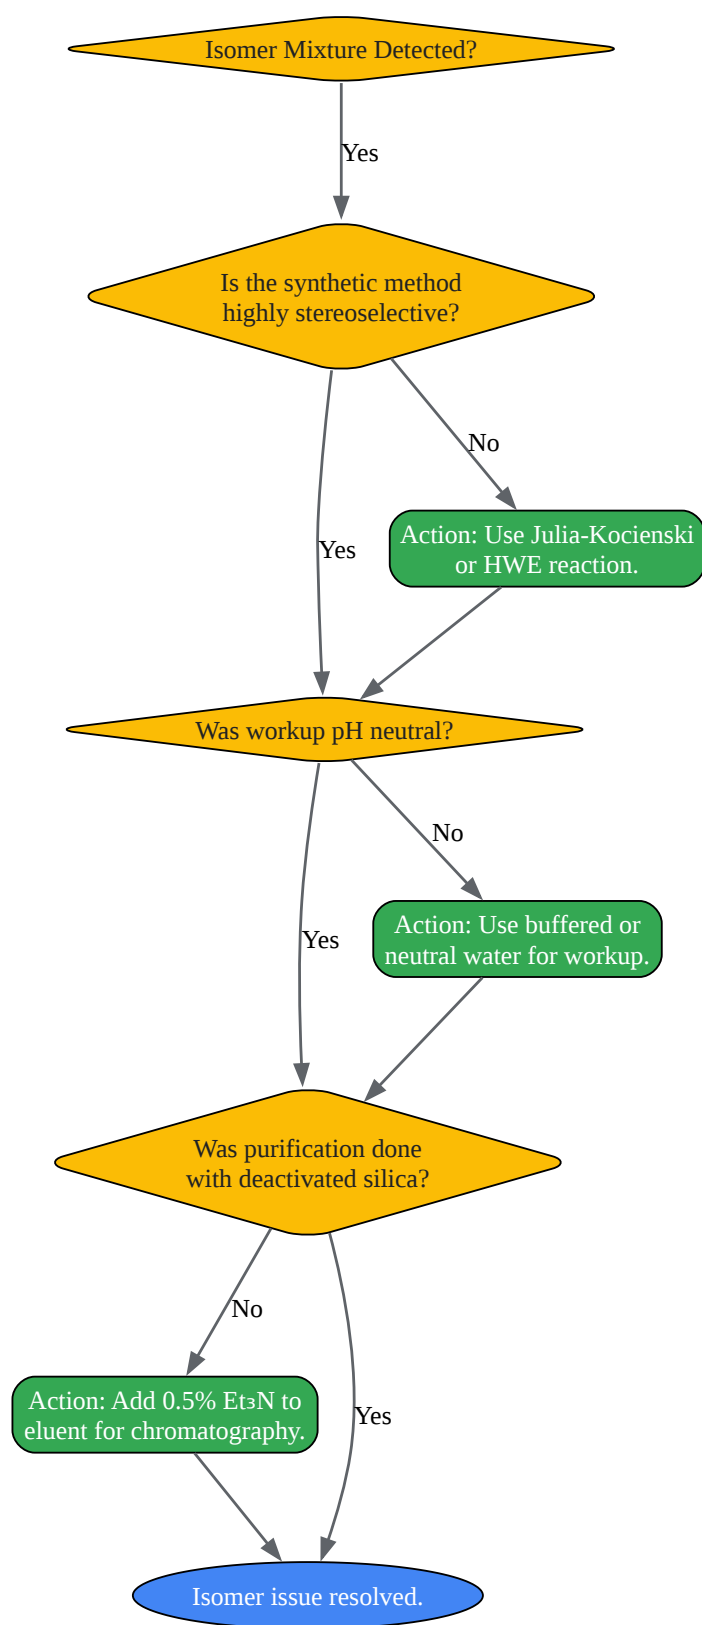 Isomer Mixture Detected?
Yes
Is the synthetic method
highly stereoselective?
No
Action: Use Julia-Kocienski
or HWE reaction.
Yes
Was workup pH neutral?
No
Action: Use buffered or
neutral water for workup.
Yes
Was purification done
with deactivated silica?
No
Action: Add 0.5% Et₃N to
eluent for chromatography.
Yes
Isomer issue resolved.